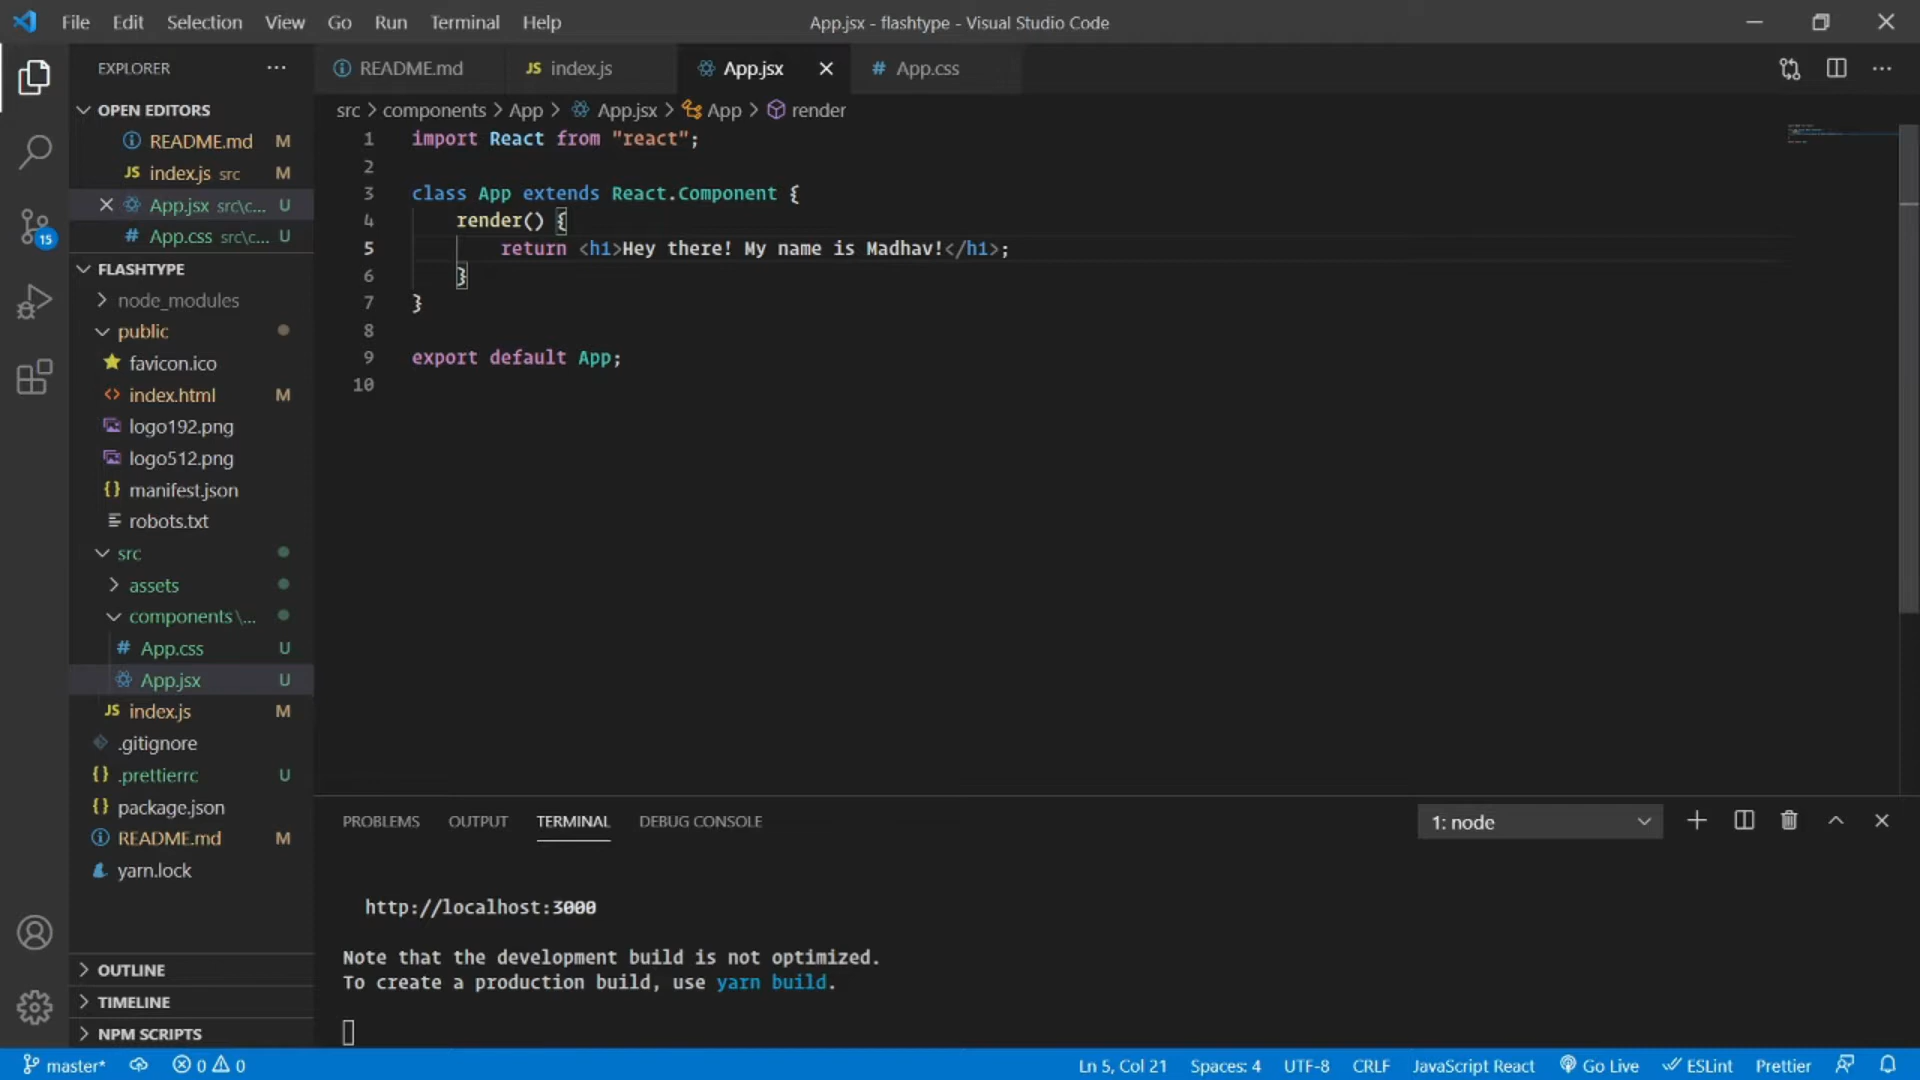 File Edit Selection View Go Run Terminal Help
App.jsx - flashtype - Visual Studio Code
EXPLORER
OPEN EDITORS
README.md M
index.js src M
App.jsx src\c... U
App.css src\c... U
FLASHTYPE
node_modules
public
favicon.ico
index.html M
logo192.png
logo512.png
manifest.json
robots.txt
src
assets
components\...
App.css U
App.jsx U
index.js M
.gitignore
.prettierrc U
package.json
README.md M
yarn.lock
OUTLINE
TIMELINE
NPM SCRIPTS
15
README.md
JS index.js
App.jsx
# App.css
src > components > App > App.jsx > App > render
1 import React from "react";
2
3 class App extends React.Component {
4 render() {
5 return <h1>Hey there! My name is Madhav!</h1>;
6 }
7 }
8
9 export default App;
10
PROBLEMS OUTPUT TERMINAL DEBUG CONSOLE
1: node
http://localhost:3000
Note that the development build is not optimized.
To create a production build, use yarn build.
master* 0 0
Ln 5, Col 21 Spaces: 4 UTF-8 CRLF JavaScript React Go Live ESLint Prettier